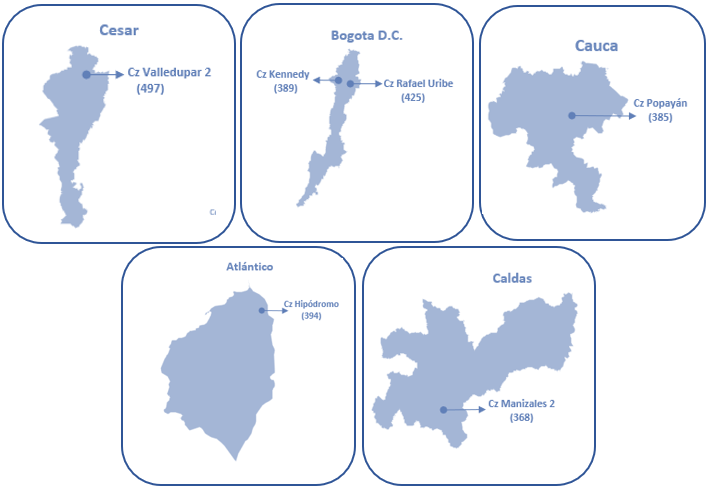 Cesar
Cz Valledupar 2
(497)
Bogota D.C.
Cz Kennedy
(389)
Cz Rafael Uribe
(425)
Cauca
Cz Popayán
(385)
Atlántico
Cz Hipódromo
(394)
Caldas
Cz Manizales 2
(368)